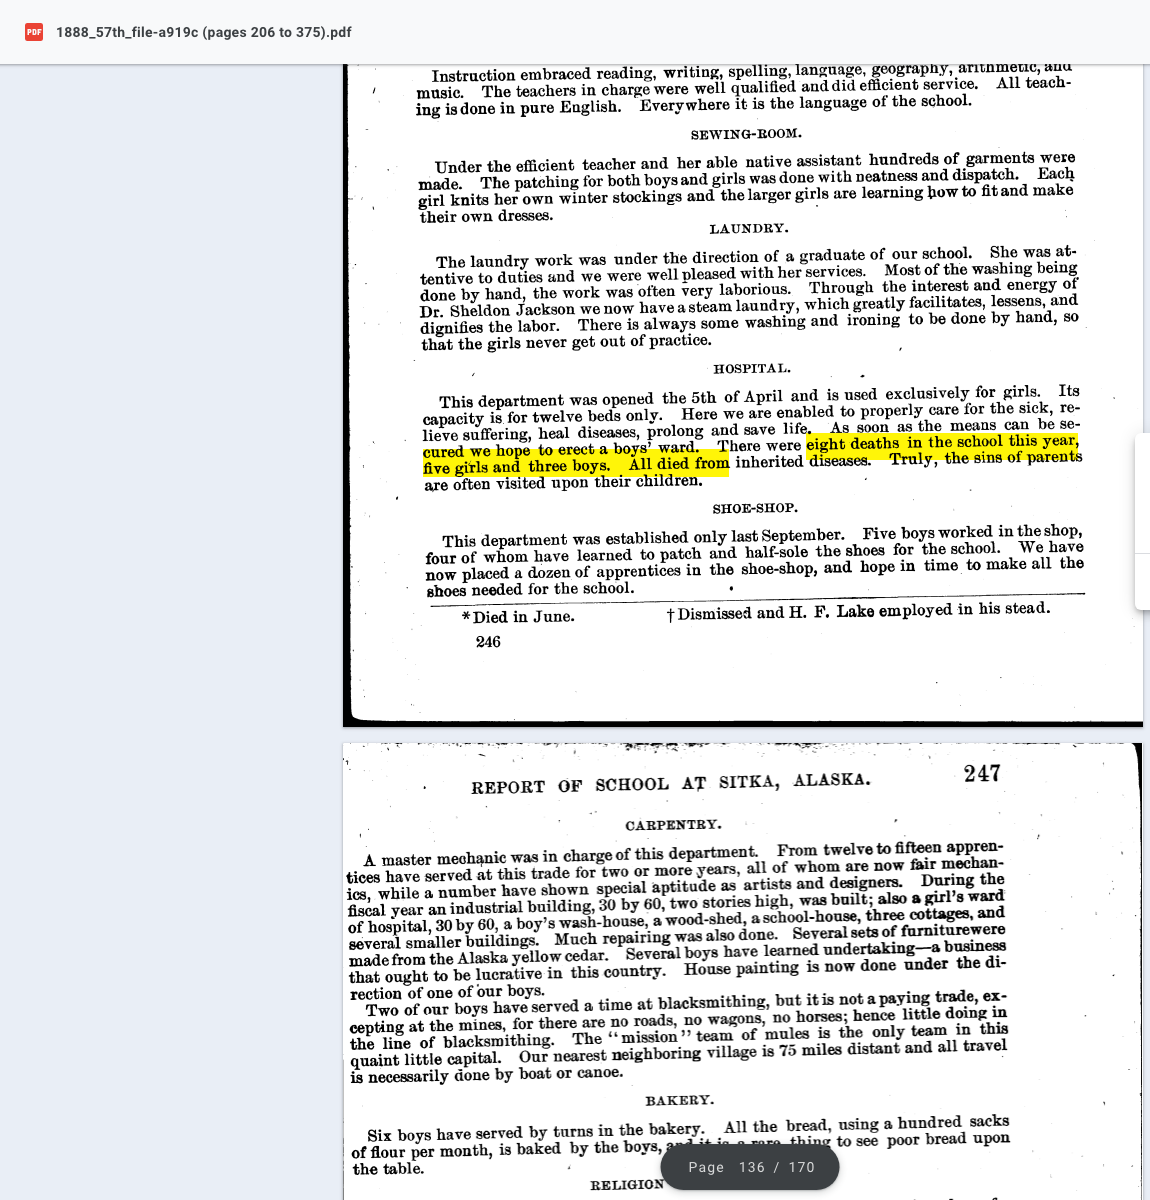 1888_57th_file-a919c (pages 206 to 375).pdf
Instruction embraced reading, writing, spelling, language, geography, arithmetic, and
music. The teachers in charge were well qualified and did efficient service. All teach-
ing is done in pure English. Everywhere it is the language of the school.
SEWING-ROOM.
Under the efficient teacher and her able native assistant hundreds of garments were
made. The patching for both boys and girls was done with neatness and dispatch. Each
girl knits her own winter stockings and the larger girls are learning how to fit and make
their own dresses.
LAUNDRY.
The laundry work was under the direction of a graduate of our school. She was at-
tentive to duties and we were well pleased with her services. Most of the washing being
done by hand, the work was often very laborious. Through the interest and energy of
Dr. Sheldon Jackson we now have a steam laundry, which greatly facilitates, lessens, and
dignifies the labor. There is always some washing and ironing to be done by hand, so
that the girls never get out of practice.
HOSPITAL.
This department was opened the 5th of April and is used exclusively for girls. Its
capacity is for twelve beds only. Here we are enabled to properly care for the sick, re-
lieve suffering, heal diseases, prolong and save life. As soon as the means can be se-
cured we hope to erect a boys' ward. There were eight deaths in the school this year,
five girls and three boys. All died from inherited diseases. Truly, the sins of parents
are often visited upon their children.
SHOE-SHOP.
This department was established only last September. Five boys worked in the shop,
four of whom have learned to patch and half-sole the shoes for the school. We have
now placed a dozen of apprentices in the shoe-shop, and hope in time to make all the
shoes needed for the school.
*Died in June. †Dismissed and H. F. Lake employed in his stead.
246
REPORT OF SCHOOL AT SITKA, ALASKA. 247
CARPENTRY.
A master mechanic was in charge of this department. From twelve to fifteen appren-
tices have served at this trade for two or more years, all of whom are now fair mechan-
ics, while a number have shown special aptitude as artists and designers. During the
fiscal year an industrial building, 30 by 60, two stories high, was built; also a girl's ward
of hospital, 30 by 60, a boy's wash-house, a wood-shed, a school-house, three cottages, and
several smaller buildings. Much repairing was also done. Several sets of furniturewere
made from the Alaska yellow cedar. Several boys have learned undertaking—a business
that ought to be lucrative in this country. House painting is now done under the di-
rection of one of our boys.
Two of our boys have served a time at blacksmithing, but it is not a paying trade, ex-
cepting at the mines, for there are no roads, no wagons, no horses; hence little doing in
the line of blacksmithing. The "mission" team of mules is the only team in this
quaint little capital. Our nearest neighboring village is 75 miles distant and all travel
is necessarily done by boat or canoe.
BAKERY.
Six boys have served by turns in the bakery. All the bread, using a hundred sacks
of flour per month, is baked by the boys, and it is a rare thing to see poor bread upon
the table.
RELIGION
Page 136 / 170